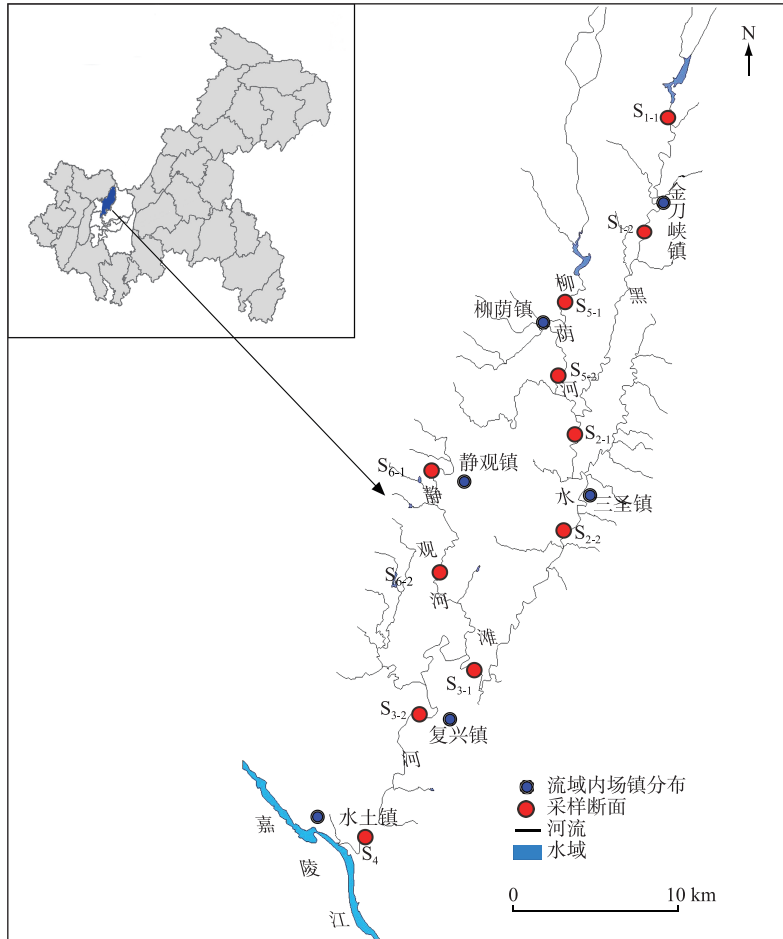 N
S1-1
金刀峡镇
S1-2
黑
柳
S5-1
柳荫镇
荫
S5-2
河
S2-1
静观镇
S6-1
静
水
三圣镇
S2-2
观
S6-2
河
滩
S3-1
S3-2
复兴镇
河
水土镇
嘉
S4
陵
江
流域内场镇分布
采样断面
河流
水域
0 10 km